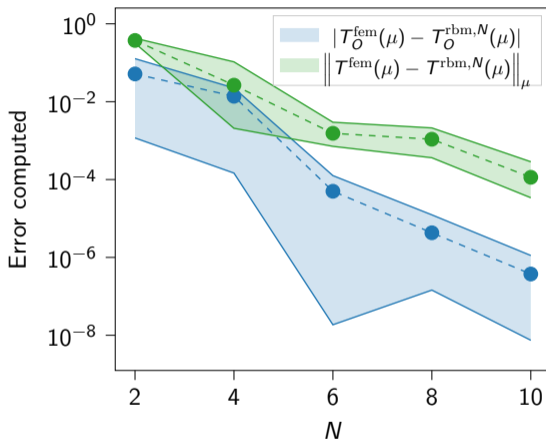 10^0
10^{-2}
10^{-4}
10^{-6}
10^{-8}
Error computed
|T_O^{fem}(μ) − T_O^{rbm,N}(μ)|
‖T^{fem}(μ) − T^{rbm,N}(μ)‖_μ
2 4 6 8 10
N